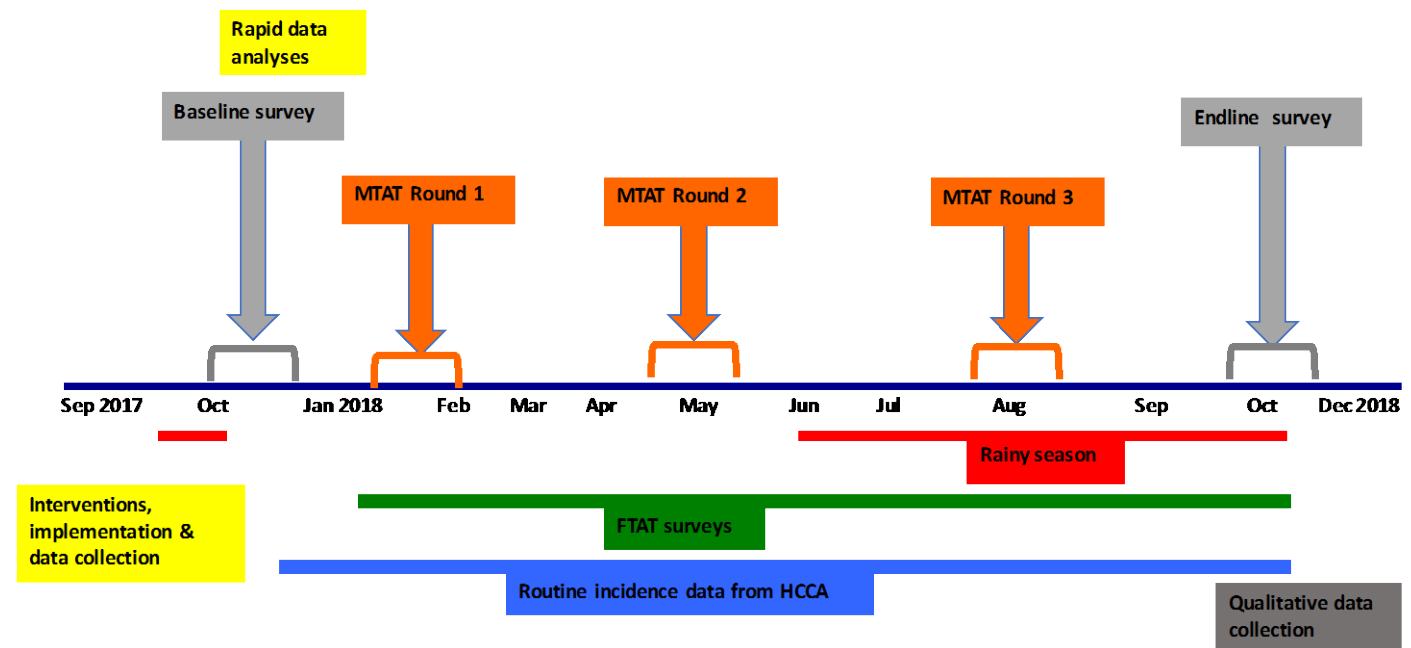 Rapid data
analyses
Baseline survey
Endline survey
MTAT Round 1
MTAT Round 2
MTAT Round 3
Sep 2017 Oct Jan 2018 Feb Mar Apr May Jun Jul Aug Sep Oct Dec 2018
Rainy season
Interventions,
implementation &
data collection
FTAT surveys
Routine incidence data from HCCA
Qualitative data
collection